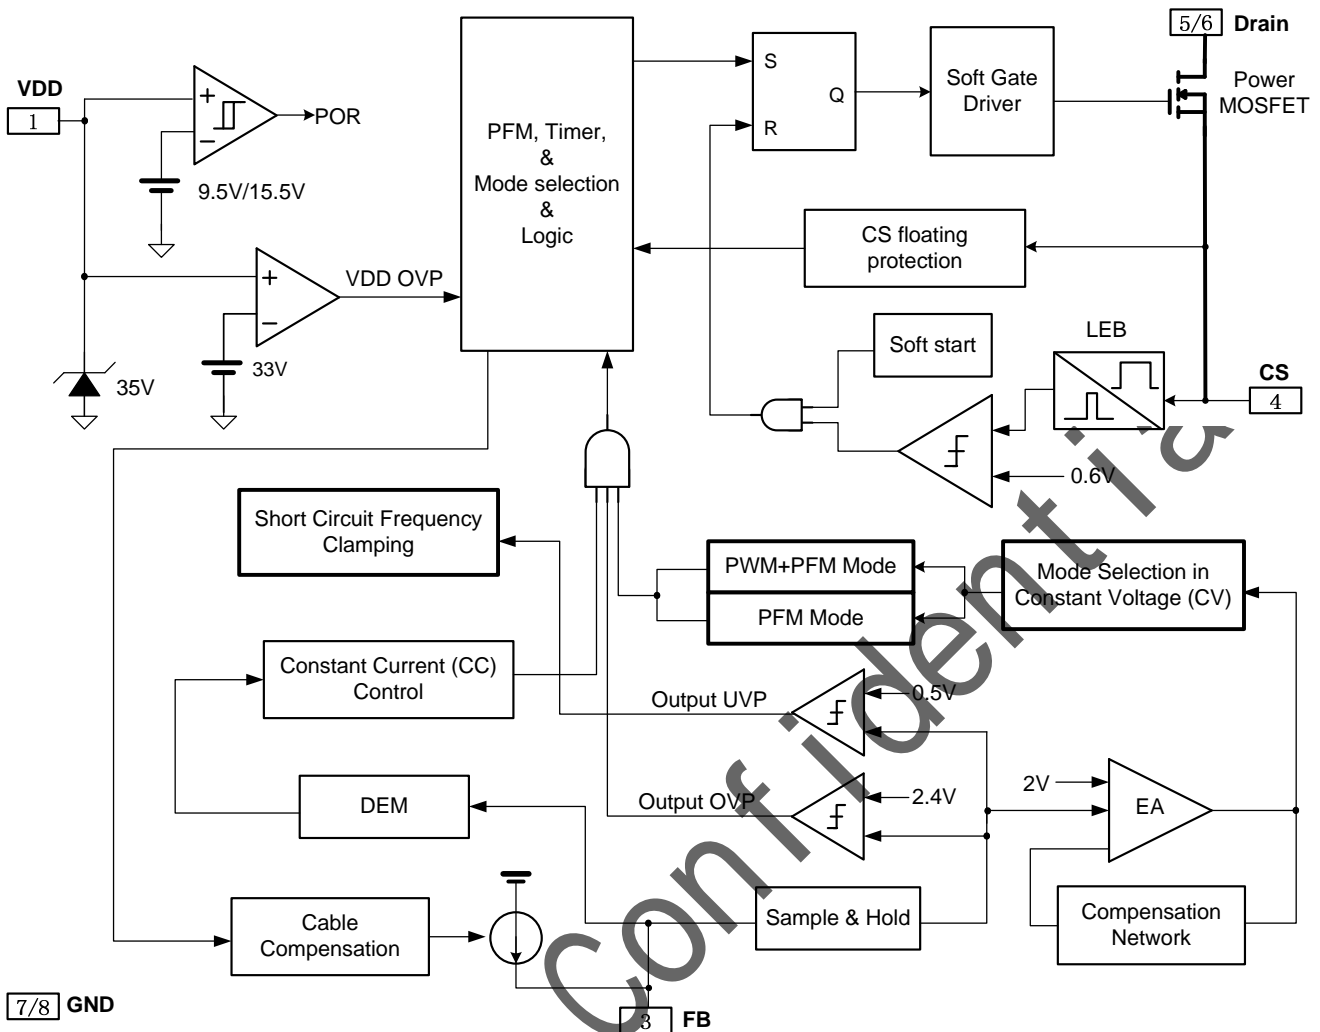 5/6 Drain
VDD
1
POR
9.5V/15.5V
VDD OVP
33V
35V
PFM, Timer,
&
Mode selection
&
Logic
S
R
Q
Soft Gate
Driver
Power
MOSFET
CS floating
protection
Soft start
LEB
CS
4
0.6V
Short Circuit Frequency
Clamping
PWM+PFM Mode
PFM Mode
Mode Selection in
Constant Voltage (CV)
Constant Current (CC)
Control
Output UVP
0.5V
DEM
Output OVP
2.4V
2V
EA
Cable
Compensation
Sample & Hold
Compensation
Network
7/8 GND
3 FB
Confidentia